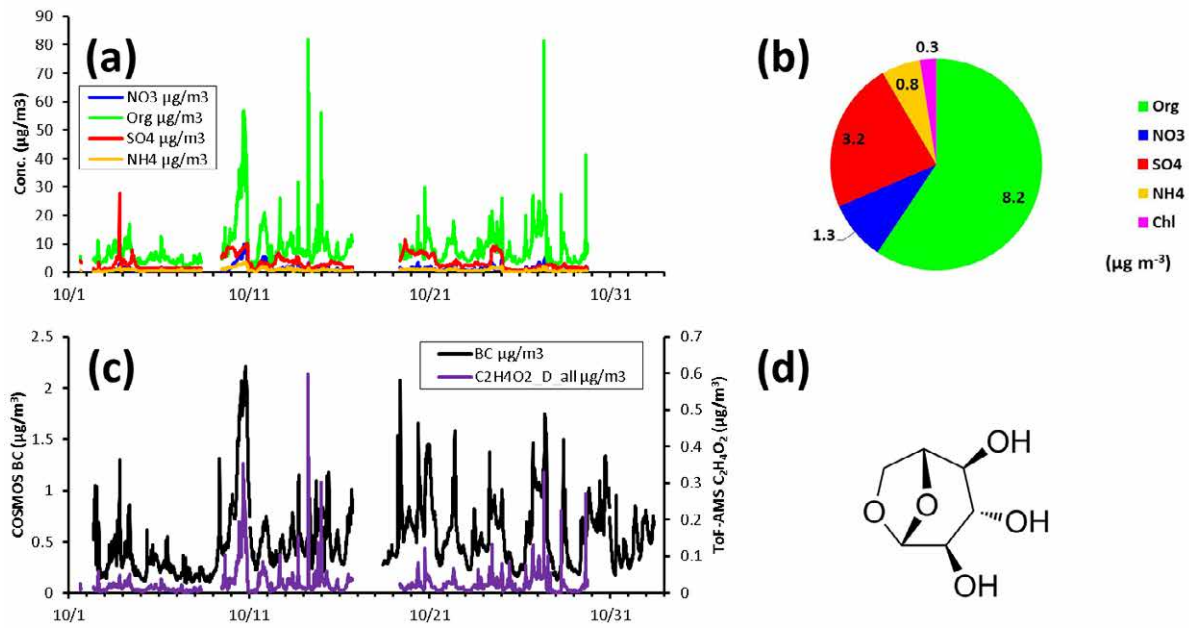 (a)
90
80
70
60
50
40
30
20
10
0
Conc. (µg/m³)
NO3 µg/m3
Org µg/m3
SO4 µg/m3
NH4 µg/m3
10/1 10/11 10/21 10/31
(b)
0.3
0.8
3.2
1.3
8.2
Org
NO3
SO4
NH4
Chl
(µg m⁻³)
(c)
2.5
2
1.5
1
0.5
0
COSMOS BC (µg/m³)
BC µg/m3
C2H4O2_D_all µg/m3
0.7
0.6
0.5
0.4
0.3
0.2
0.1
0
ToF-AMS C₂H₄O₂ (µg/m³)
10/1 10/11 10/21 10/31
(d)
OH
O
O
OH
OH